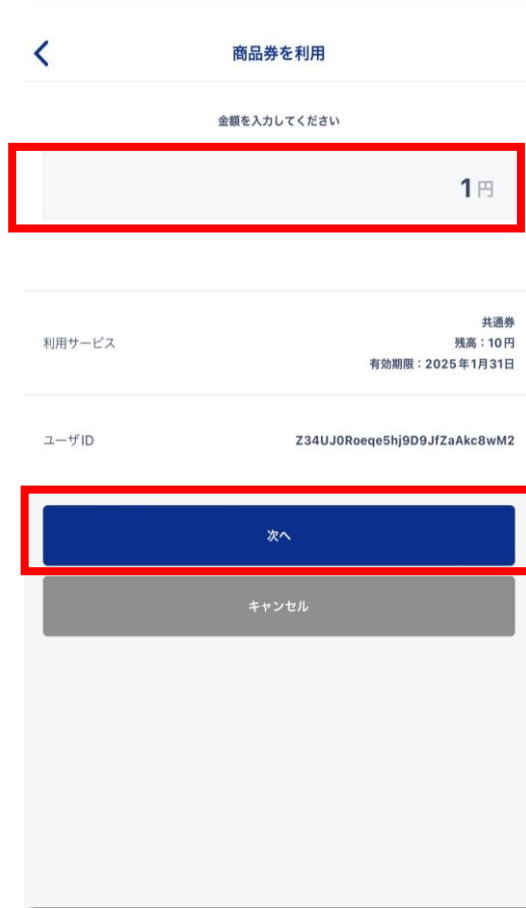 商品券を利用
金額を入力してください
1円
共通券
利用サービス 残高：10円
有効期限：2025年1月31日
ユーザID Z34UJ0Roeqe5hj9D9JfZaAkc8wM2
次へ
キャンセル